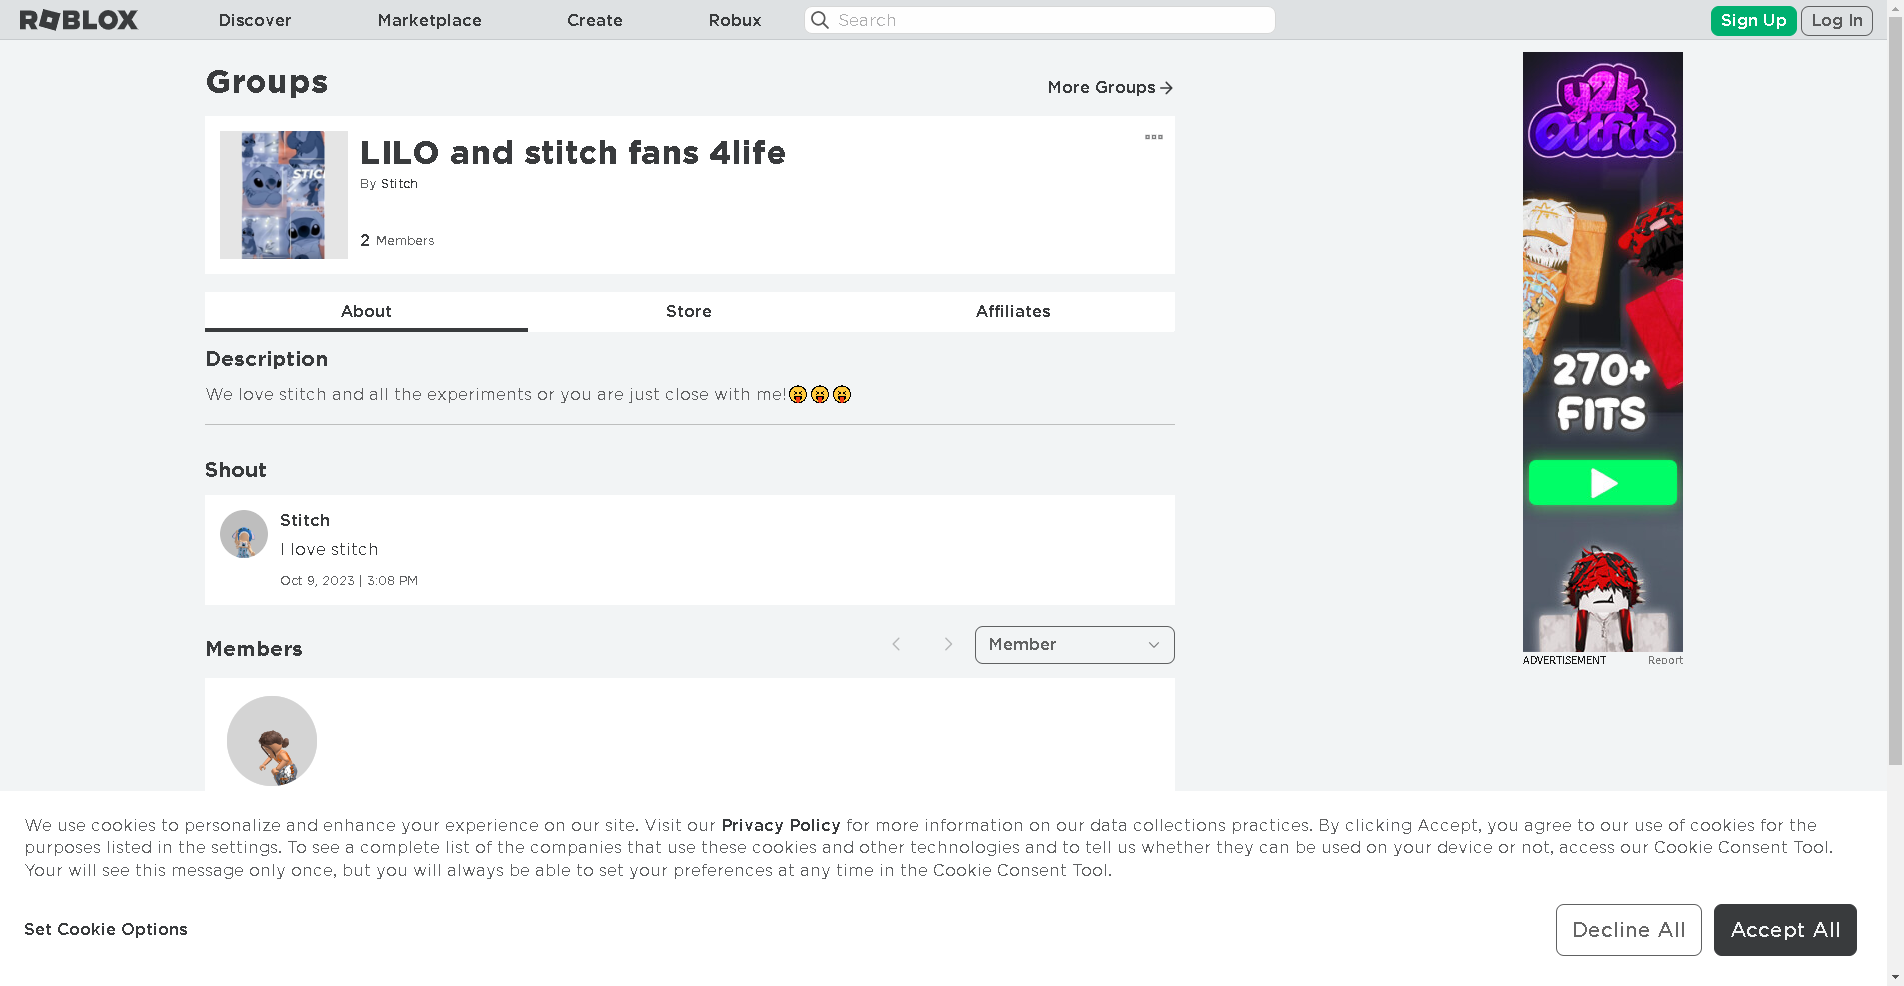 ROBLOX
Discover
Marketplace
Create
Robux
Search
Sign Up
Log In
Groups
More Groups
STIC
LILO and stitch fans 4life
By Stitch
2 Members
About
Store
Affiliates
Description
We love stitch and all the experiments or you are just close with me!😝😝😝
Shout
Stitch
I love stitch
Oct 9, 2023 | 3:08 PM
Members
Member
y2k
Outfits
270+
FITS
ADVERTISEMENT
Report
We use cookies to personalize and enhance your experience on our site. Visit our Privacy Policy for more information on our data collections practices. By clicking Accept, you agree to our use of cookies for the
purposes listed in the settings. To see a complete list of the companies that use these cookies and other technologies and to tell us whether they can be used on your device or not, access our Cookie Consent Tool.
Your will see this message only once, but you will always be able to set your preferences at any time in the Cookie Consent Tool.
Set Cookie Options
Decline All
Accept All